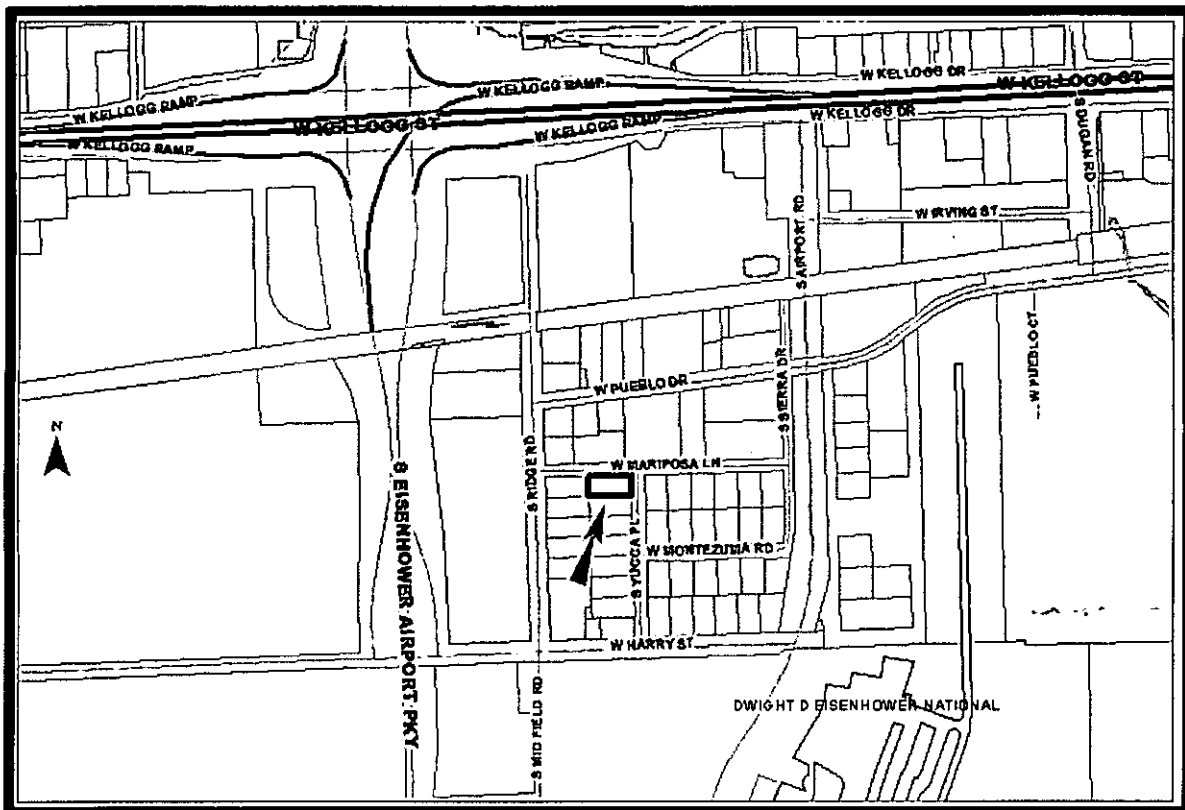 W KELLOGG DR
W KELLOGG ST
W KELLOGG RAMP
W KELLOGG RAMP
W KELLOGG ST
W KELLOGG RAMP
W KELLOGG DR
W KELLOGG RAMP
S DUGAN RD
W IRVING ST
S AIRPORT RD
W PUEBLO CT
W PUEBLO DR
S SIERRA DR
N
W MARIPOSA LN
S RIDGE RD
S EISENHOWER AIRPORT PKY
S YUCCA PL
W MONTEZUMA RD
W HARRY ST
S MID FIELD RD
DWIGHT D EISENHOWER NATIONAL